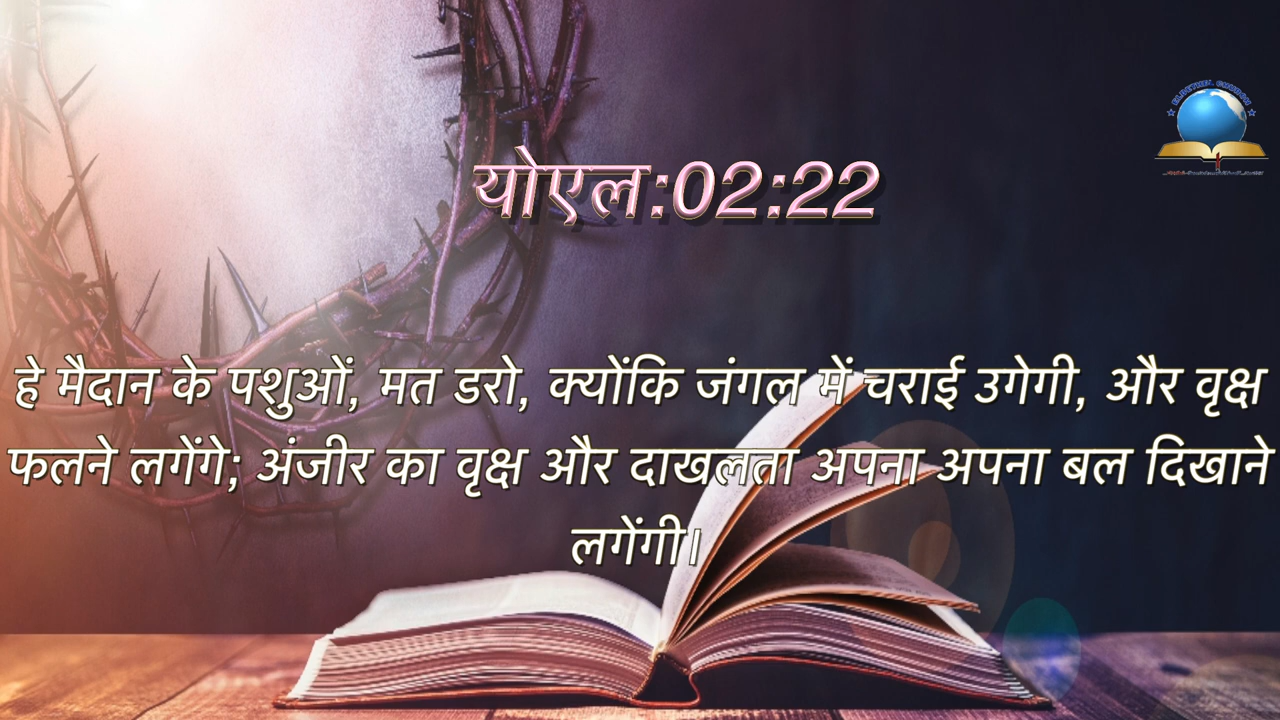 योएल:02:22
हे मैदान के पशुओं, मत डरो, क्योंकि जंगल में चराई उगेगी, और वृक्ष
फलने लगेंगे; अंजीर का वृक्ष और दाखलता अपना अपना बल दिखाने
लगेंगी।